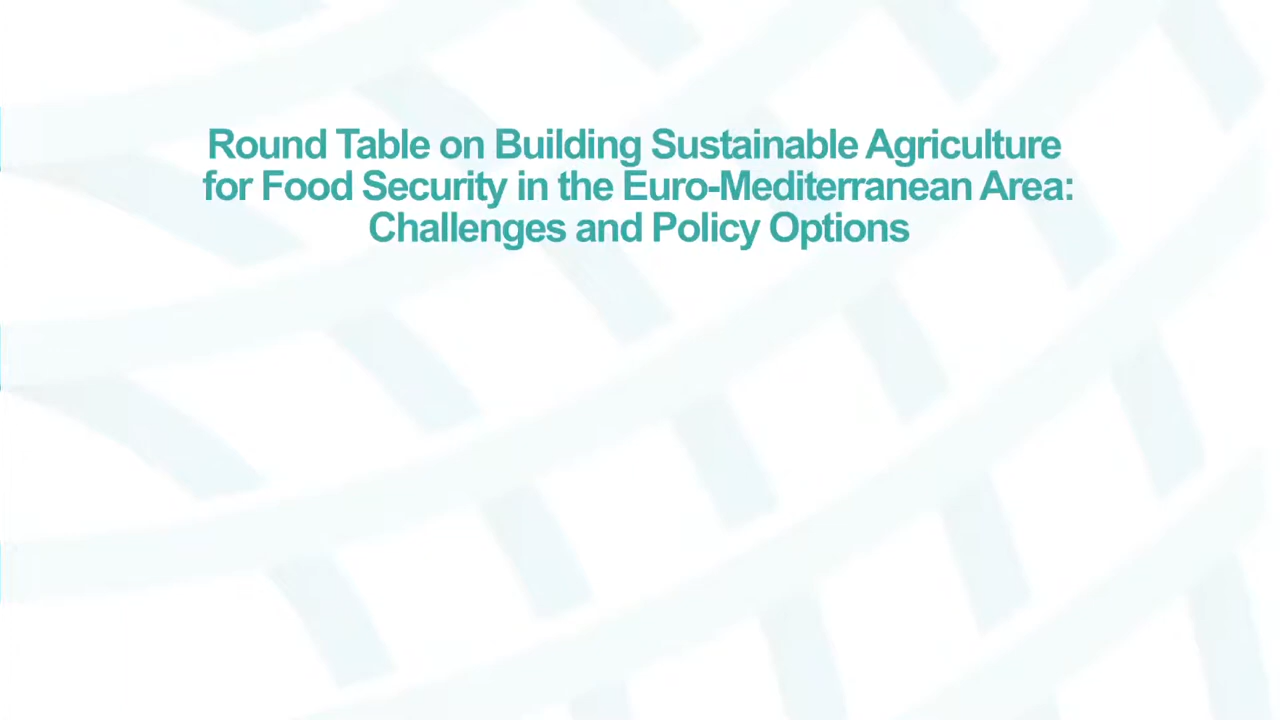 Round Table on Building Sustainable Agriculture
for Food Security in the Euro-Mediterranean Area:
Challenges and Policy Options